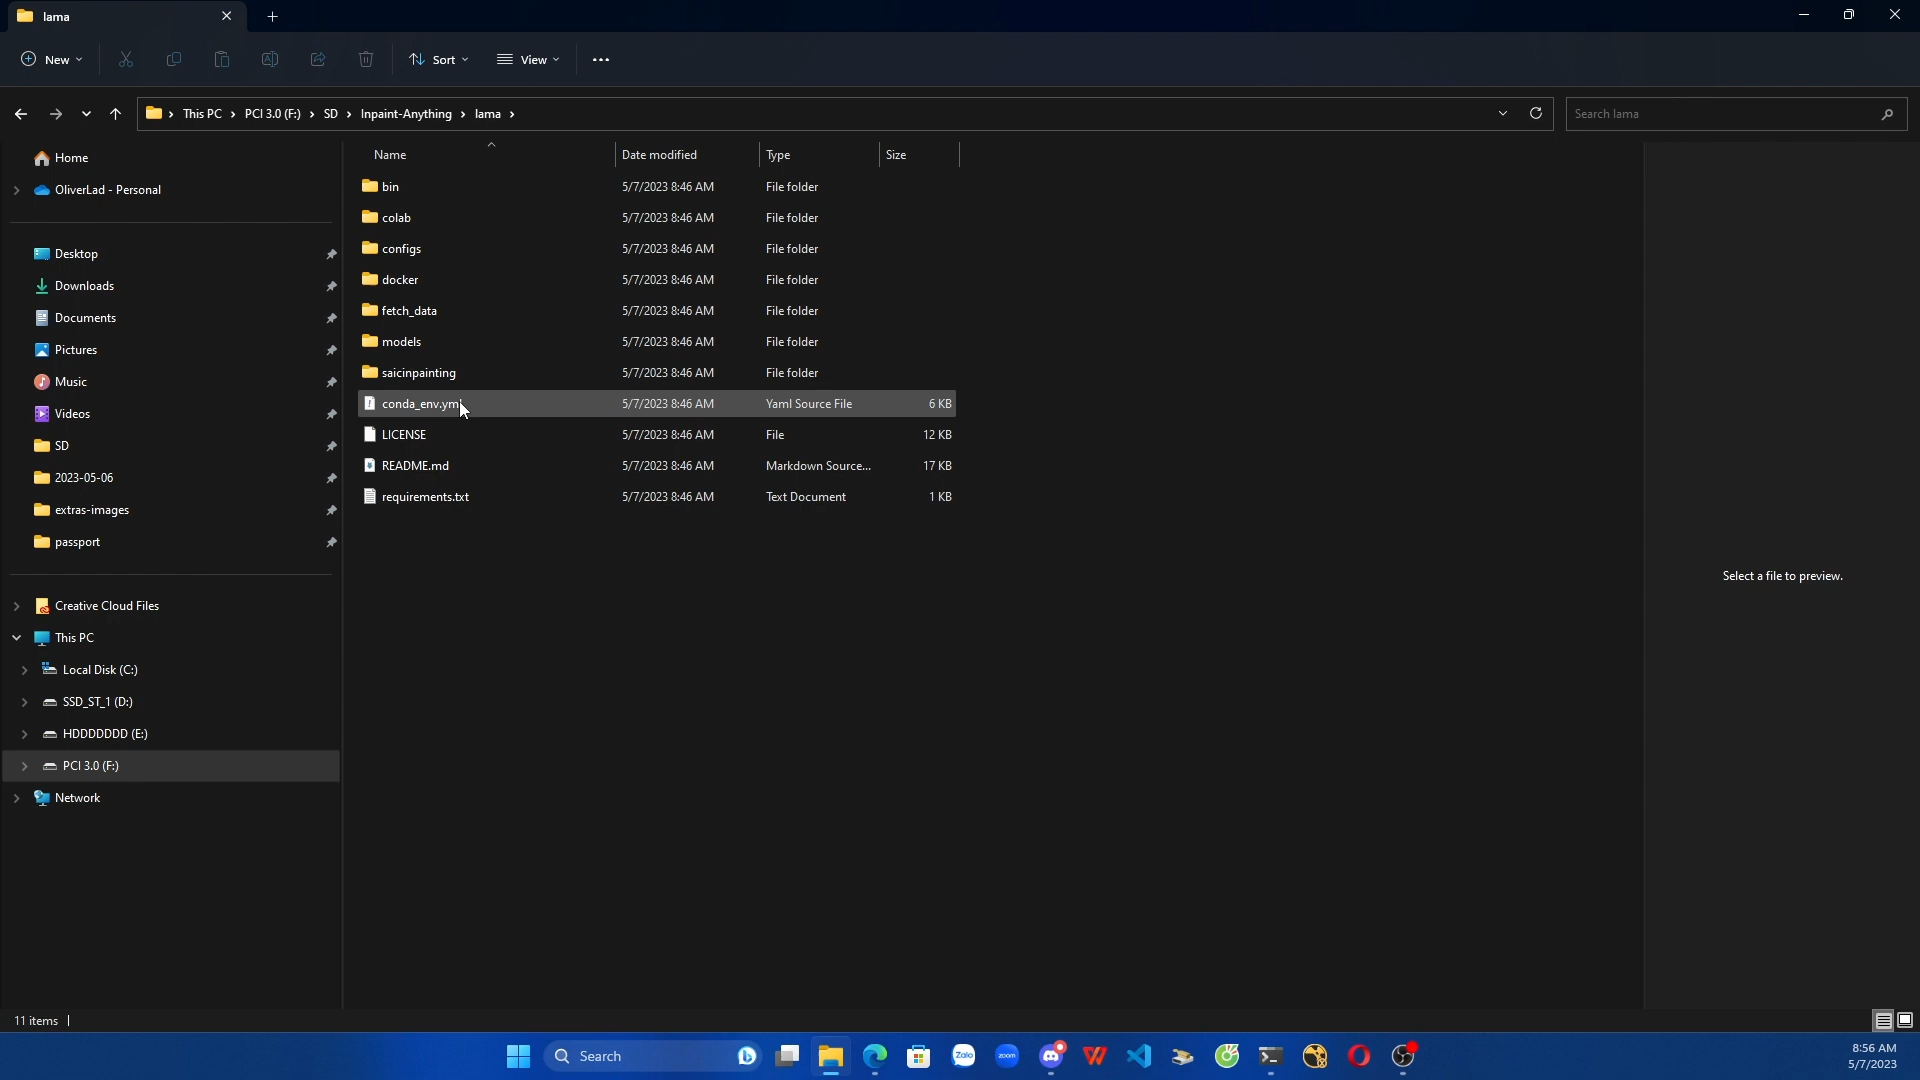 lama
New
Sort
View
This PC
PCI 3.0 (F:)
SD
Inpaint-Anything
lama
Search lama
Home
OliverLad - Personal
Desktop
Downloads
Documents
Pictures
Music
Videos
SD
2023-05-06
extras-images
passport
Creative Cloud Files
This PC
Local Disk (C:)
SSD_ST_1 (D:)
HDDDDDDD (E:)
PCI 3.0 (F:)
Network
Name Date modified Type Size
bin 5/7/2023 8:46 AM File folder
colab 5/7/2023 8:46 AM File folder
configs 5/7/2023 8:46 AM File folder
docker 5/7/2023 8:46 AM File folder
fetch_data 5/7/2023 8:46 AM File folder
models 5/7/2023 8:46 AM File folder
saicinpainting 5/7/2023 8:46 AM File folder
conda_env.yml 5/7/2023 8:46 AM Yaml Source File 6 KB
LICENSE 5/7/2023 8:46 AM File 12 KB
README.md 5/7/2023 8:46 AM Markdown Source... 17 KB
requirements.txt 5/7/2023 8:46 AM Text Document 1 KB
Select a file to preview.
11 items
Search
Zalo
zoom
8:56 AM
5/7/2023